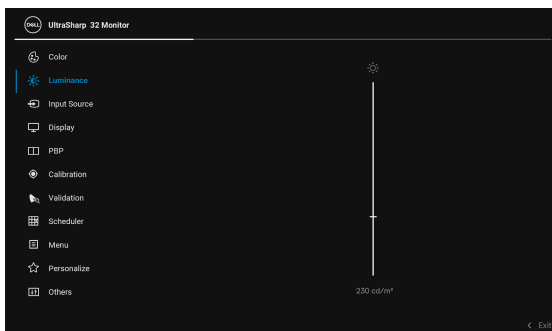 DELL UltraSharp 32 Monitor
Color
Luminance
Input Source
Display
PBP
Calibration
Validation
Scheduler
Menu
Personalize
Others
230 cd/m²
< Exit